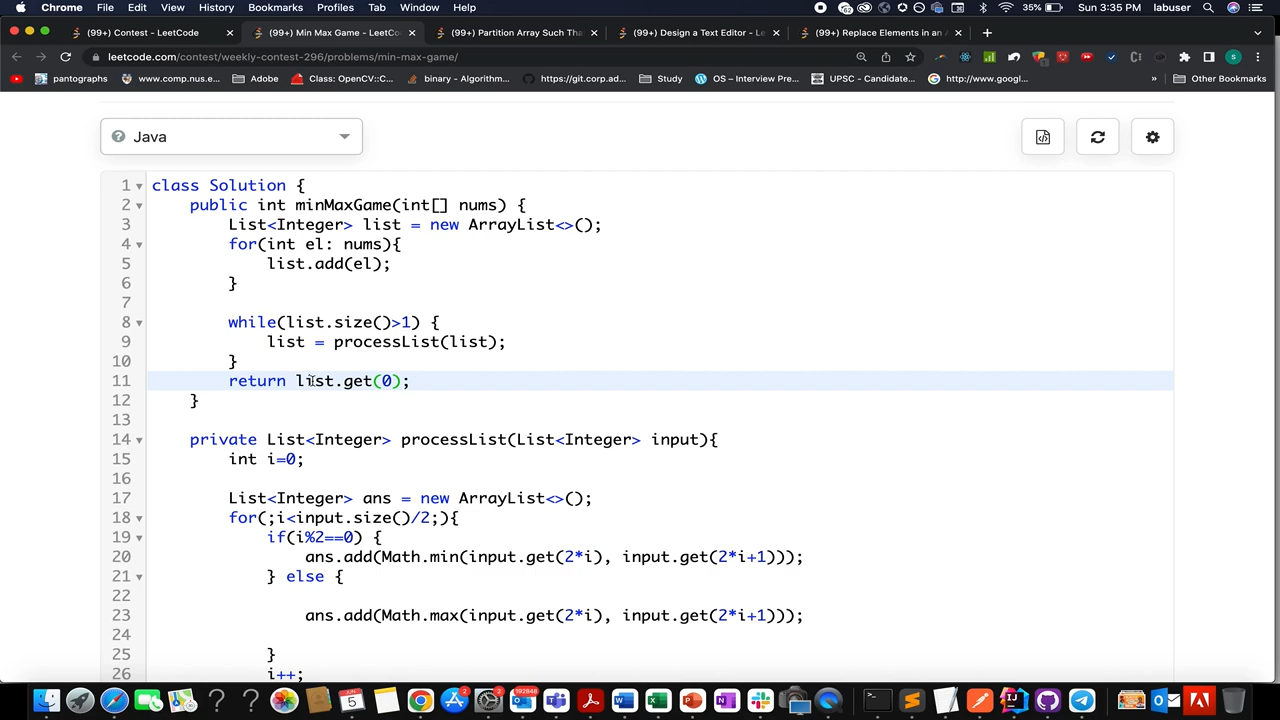 Chrome File Edit View History Bookmarks Profiles Tab Window Help 62 35% Sun 3:35 PM labuser
(99+) Contest - LeetCode × (99+) Min Max Game - LeetCo × (99+) Partition Array Such Tha × (99+) Design a Text Editor - Le × (99+) Replace Elements in an A × +
leetcode.com/contest/weekly-contest-296/problems/min-max-game/
pantographs www.comp.nus.e... Adobe Class: OpenCV::C... binary - Algorithm... https://git.corp.ad... Study OS – Interview Pre... UPSC - Candidate... http://www.googl... » Other Bookmarks
Java
1 class Solution {
2 public int minMaxGame(int[] nums) {
3 List<Integer> list = new ArrayList<>();
4 for(int el: nums){
5 list.add(el);
6 }
7
8 while(list.size()>1) {
9 list = processList(list);
10 }
11 return list.get(0);
12 }
13
14 private List<Integer> processList(List<Integer> input){
15 int i=0;
16
17 List<Integer> ans = new ArrayList<>();
18 for(;i<input.size()/2;){
19 if(i%2==0) {
20 ans.add(Math.min(input.get(2*i), input.get(2*i+1)));
21 } else {
22
23 ans.add(Math.max(input.get(2*i), input.get(2*i+1)));
24
25 }
26 i++;